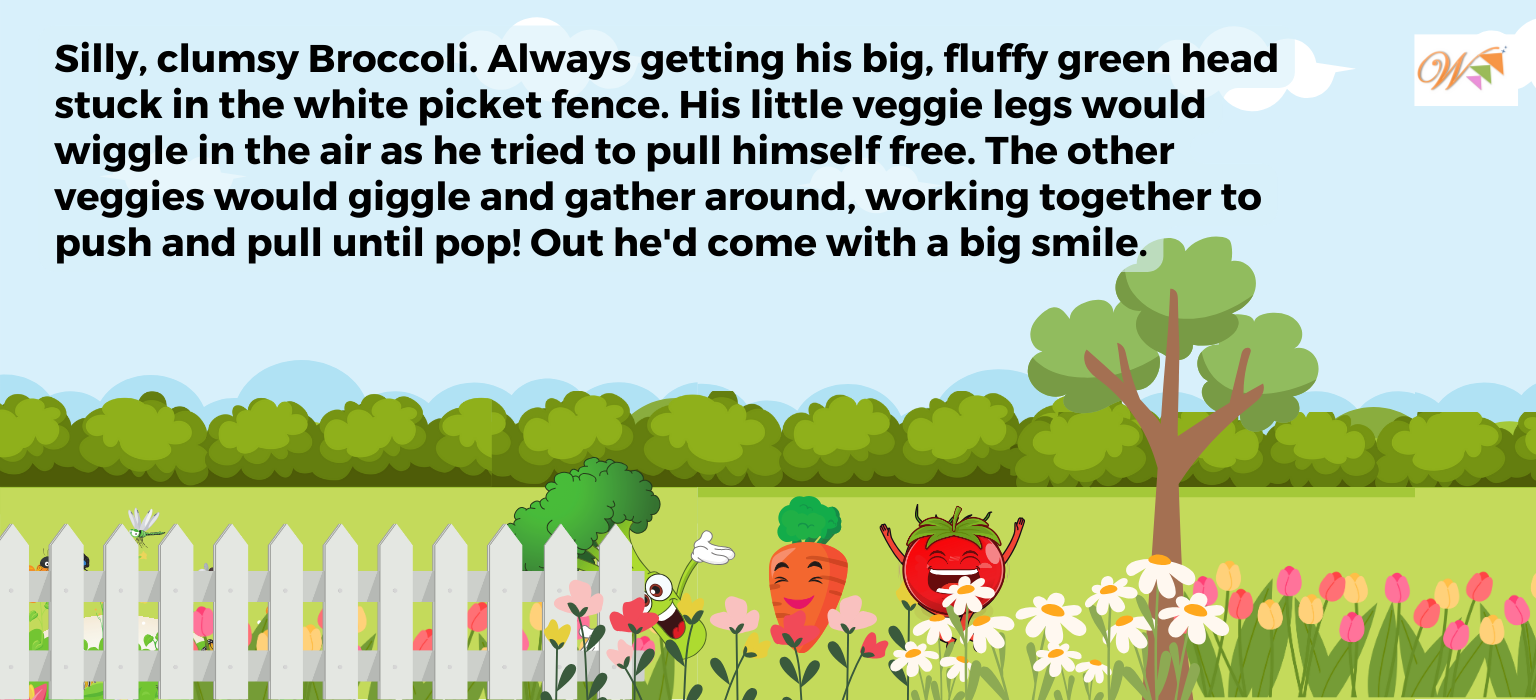 Silly, clumsy Broccoli. Always getting his big, fluffy green head
stuck in the white picket fence. His little veggie legs would
wiggle in the air as he tried to pull himself free. The other
veggies would giggle and gather around, working together to
push and pull until pop! Out he'd come with a big smile.
W